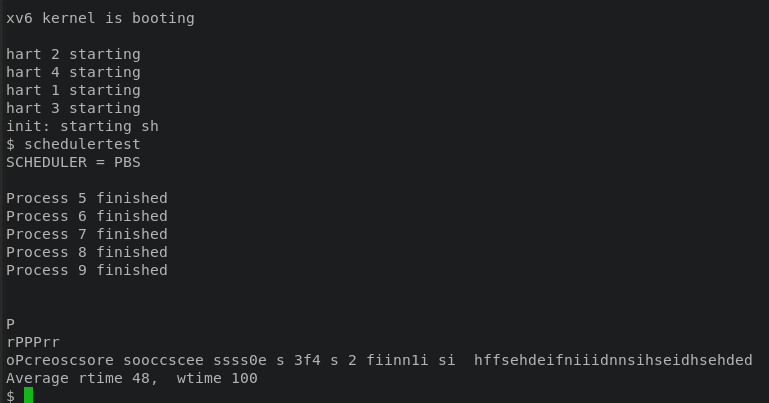 xv6 kernel is booting
hart 2 starting
hart 4 starting
hart 1 starting
hart 3 starting
init: starting sh
$ schedulertest
SCHEDULER = PBS
Process 5 finished
Process 6 finished
Process 7 finished
Process 8 finished
Process 9 finished
P
rPPPrr
oPcreoscsore sooccscee ssss0e s 3f4 s 2 fiinn1i si  hffsehdeifniiidnnsihseidhsehded
Average rtime 48,  wtime 100
$